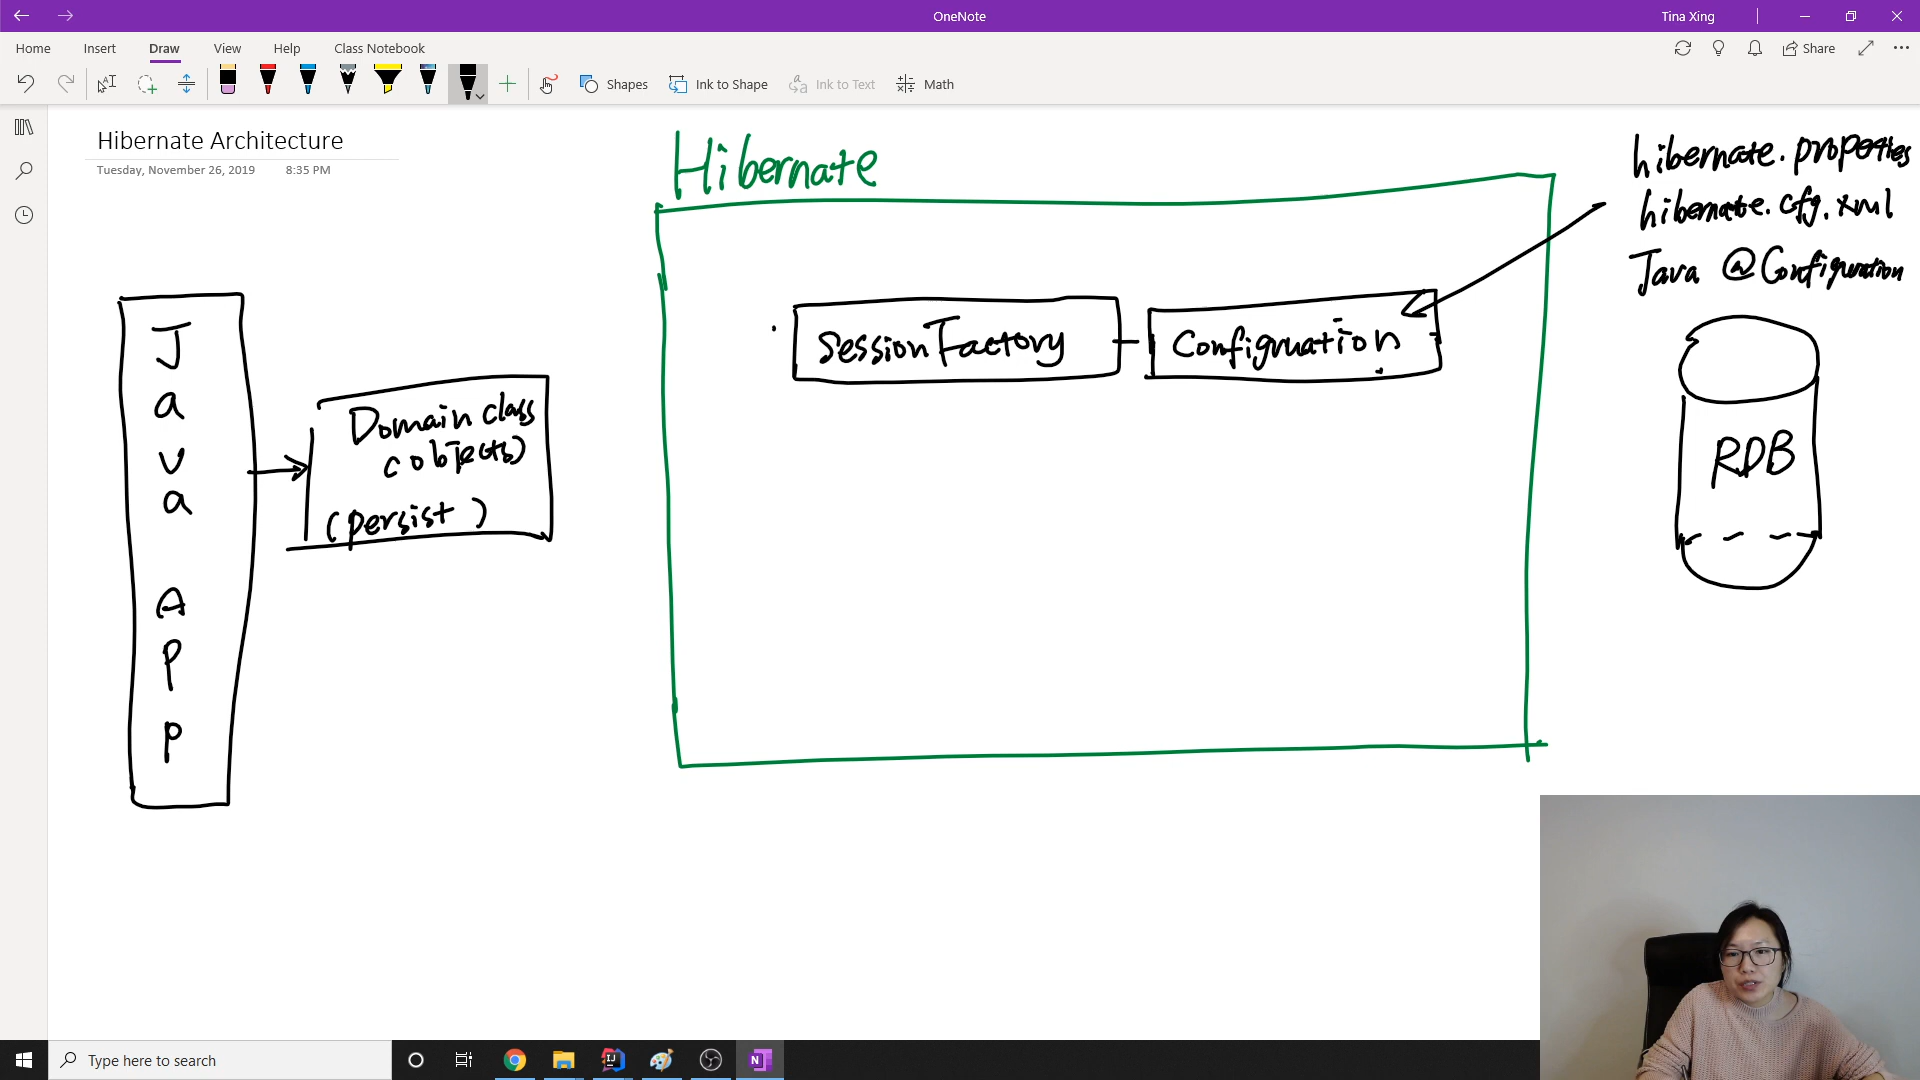 OneNote
Tina Xing
Home Insert Draw View Help Class Notebook
Share
Shapes Ink to Shape Ink to Text Math
Hibernate Architecture
Tuesday, November 26, 2019 8:35 PM
Hibernate
hibernate.properties
hibernate.cfg.xml
Java @Configuration
SessionFactory
Configuration
Java App
Domain class
(objects)
(persist)
RDB
Type here to search